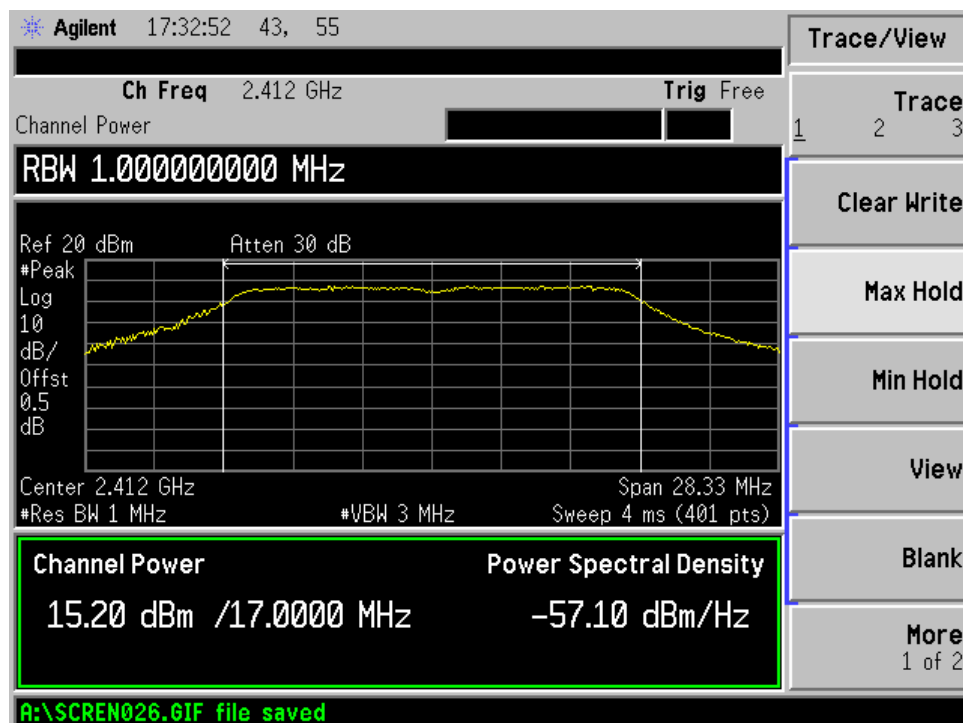 Agilent 17:32:52 43, 55
Trace/View
Ch Freq 2.412 GHz Trig Free
Channel Power
Trace
1 2 3
RBW 1.000000000 MHz
Clear Write
Ref 20 dBm Atten 30 dB
#Peak
Log
10
dB/
Offst
0.5
dB
Max Hold
Min Hold
Center 2.412 GHz Span 28.33 MHz
#Res BW 1 MHz #VBW 3 MHz Sweep 4 ms (401 pts)
View
Channel Power Power Spectral Density
15.20 dBm /17.0000 MHz -57.10 dBm/Hz
Blank
More
1 of 2
A:\SCREN026.GIF file saved